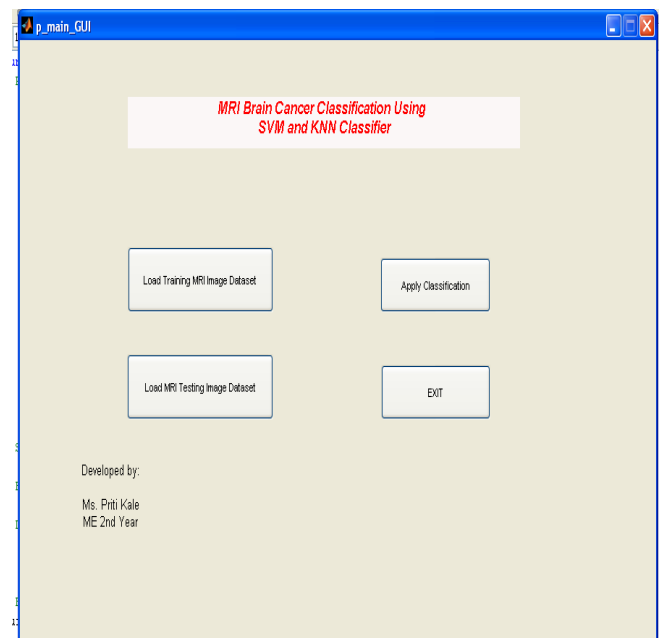 p_main_GUI
MRI Brain Cancer Classification Using
SVM and KNN Classifier
Load Training MRI Image Dataset
Apply Classification
Load MRI Testing Image Dataset
EXIT
Developed by:
Ms. Priti Kale
ME 2nd Year